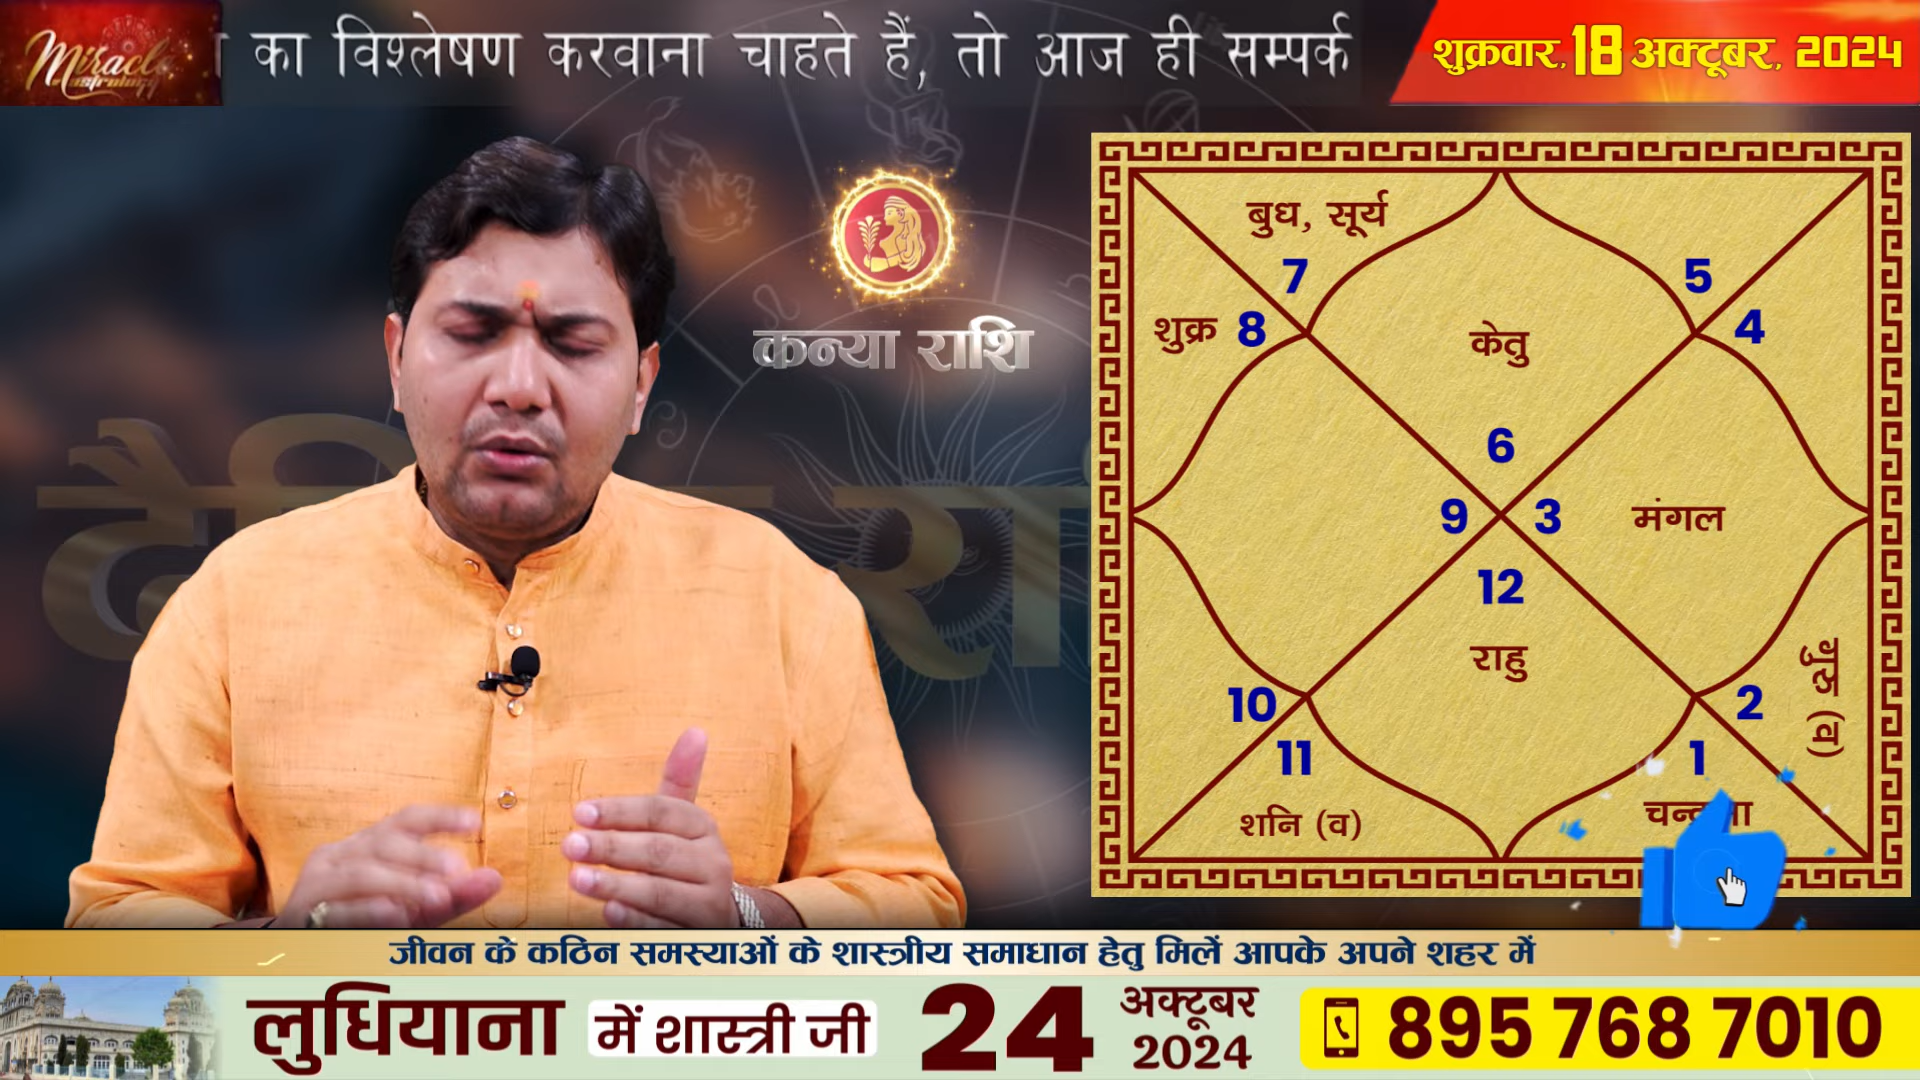 Miracle
astrology
का विश्लेषण करवाना चाहते हैं, तो आज ही सम्पर्क
शुक्रवार, 18 अक्टूबर, 2024
कन्या राशि
बुध, सूर्य
7
5
शुक्र 8
केतु
4
6
9
3
मंगल
12
राहु
10
2
गुरु (व)
11
1
शनि (व)
जीवन के कठिन समस्याओं के शास्त्रीय समाधान हेतु मिलें आपके अपने शहर में
लुधियाना में शास्त्री जी 24 अक्टूबर 2024
895 768 7010